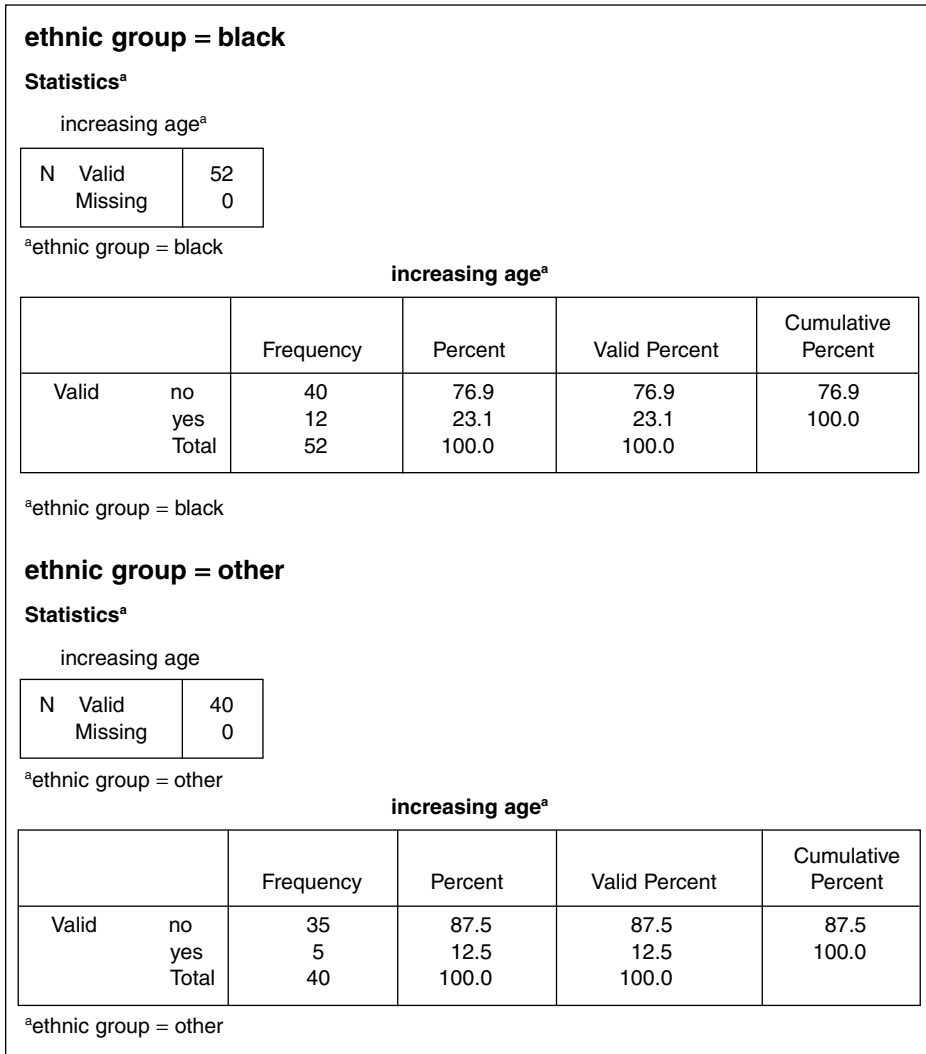 ethnic group = black
Statisticsᵃ
increasing ageᵃ
N Valid 52
Missing 0
ᵃethnic group = black
increasing ageᵃ
Frequency Percent Valid Percent Cumulative Percent
Valid no 40 76.9 76.9 76.9
yes 12 23.1 23.1 100.0
Total 52 100.0 100.0
ᵃethnic group = black
ethnic group = other
Statisticsᵃ
increasing age
N Valid 40
Missing 0
ᵃethnic group = other
increasing ageᵃ
Frequency Percent Valid Percent Cumulative Percent
Valid no 35 87.5 87.5 87.5
yes 5 12.5 12.5 100.0
Total 40 100.0 100.0
ᵃethnic group = other